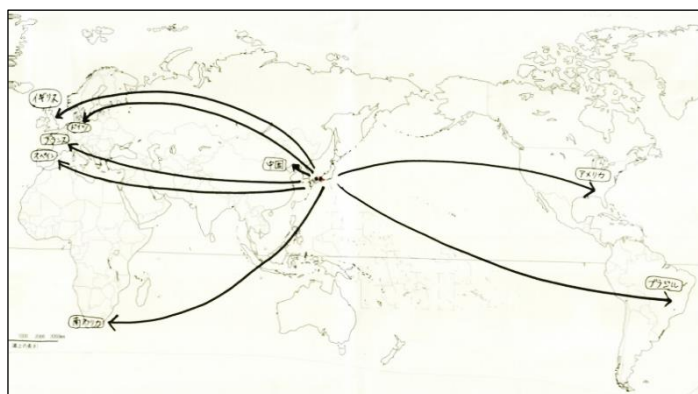 イギリス
ドイツ
フランス
スペイン
中国
アメリカ
ブラジル
南アフリカ